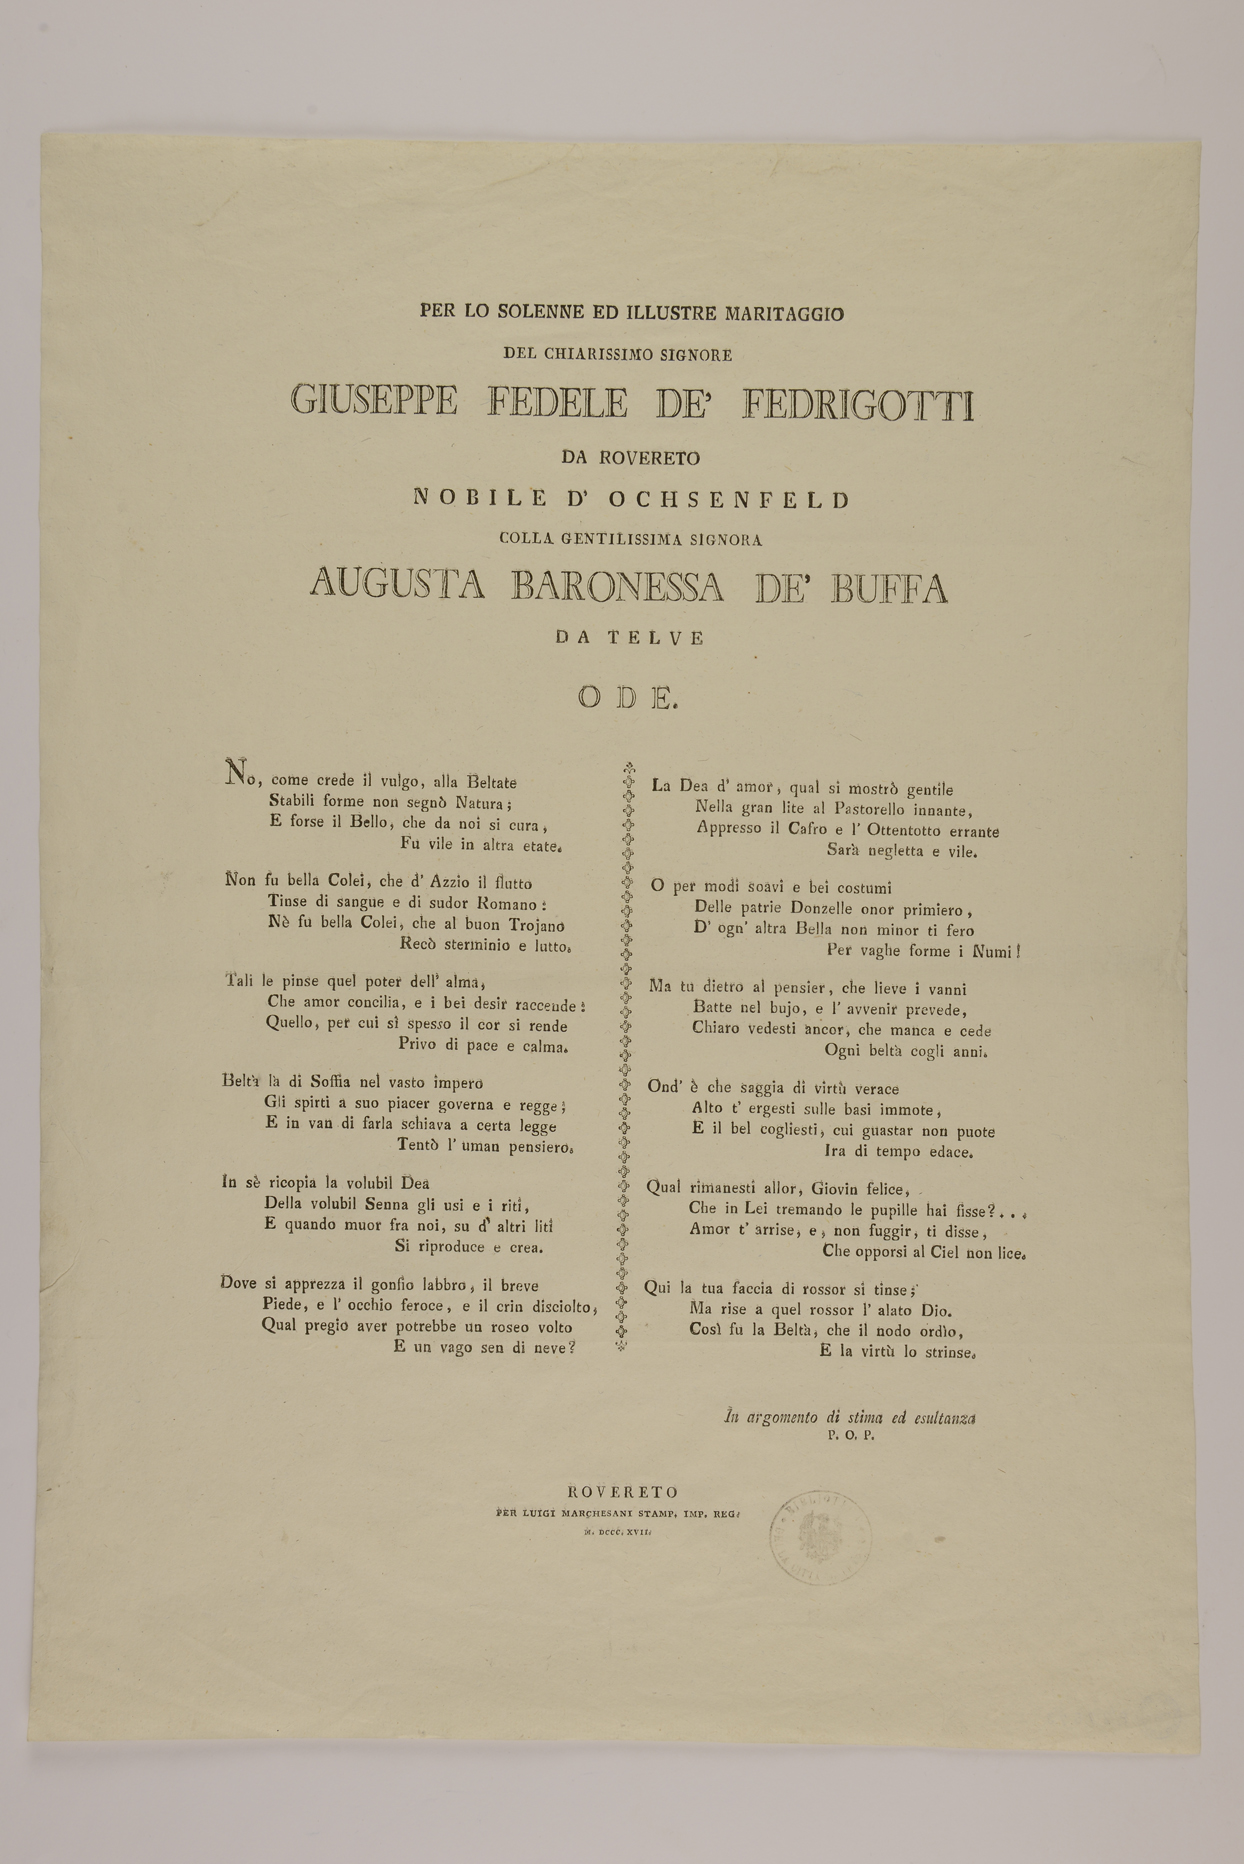 PER LO SOLENNE ED ILLUSTRE MARITAGGIO
DEL CHIARISSIMO SIGNORE
GIUSEPPE FEDELE DE' FEDRIGOTTI
DA ROVERETO
NOBILE D' OCHSENFELD
COLLA GENTILISSIMA SIGNORA
AUGUSTA BARONESSA DE' BUFFA
DA TELVE
ODE.
No, come crede il vulgo, alla Beltate
Stabili forme non segnò Natura;
E forse il Bello, che da noi si cura,
Fu vile in altra etate.
Non fu bella Colei, che d' Azzio il flutto
Tinse di sangue e di sudor Romano:
Nè fu bella Colei, che al buon Trojano
Recò sterminio e lutto.
Tali le pinse quel poter dell' alma,
Che amor concilia, e i bei desir raccende:
Quello, per cui sì spesso il cor si rende
Privo di pace e calma.
Beltà là di Soffia nel vasto impero
Gli spirti a suo piacer governa e regge;
E in van di farla schiava a certa legge
Tentò l' uman pensiero.
In sè ricopia la volubil Dea
Della volubil Senna gli usi e i riti,
E quando muor fra noi, su d' altri liti
Si riproduce e crea.
Dove si apprezza il gonfio labbro, il breve
Piede, e l' occhio feroce, e il crin disciolto,
Qual pregio aver potrebbe un roseo volto
E un vago sen di neve?
La Dea d' amor, qual si mostrò gentile
Nella gran lite al Pastorello innante,
Appresso il Cafro e l' Ottentotto errante
Sarà negletta e vile.
O per modi soavi e bei costumi
Delle patrie Donzelle onor primiero,
D' ogn' altra Bella non minor ti fero
Per vaghe forme i Numi!
Ma tu dietro al pensier, che lieve i vanni
Batte nel bujo, e l' avvenir prevede,
Chiaro vedesti ancor, che manca e cede
Ogni beltà cogli anni.
Ond' è che saggia di virtù verace
Alto t' ergesti sulle basi immote,
E il bel cogliesti, cui guastar non puote
Ira di tempo edace.
Qual rimanesti allor, Giovin felice,
Che in Lei tremando le pupille hai fisse?...
Amor t' arrise, e, non fuggir, ti disse,
Che opporsi al Ciel non lice.
Qui la tua faccia di rossor si tinse;
Ma rise a quel rossor l' alato Dio.
Così fu la Beltà, che il nodo ordìo,
E la virtù lo strinse.
In argomento di stima ed esultanza
P. O. P.
ROVERETO
PER LUIGI MARCHESANI STAMP. IMP. REG.
M. DCCC. XVII.